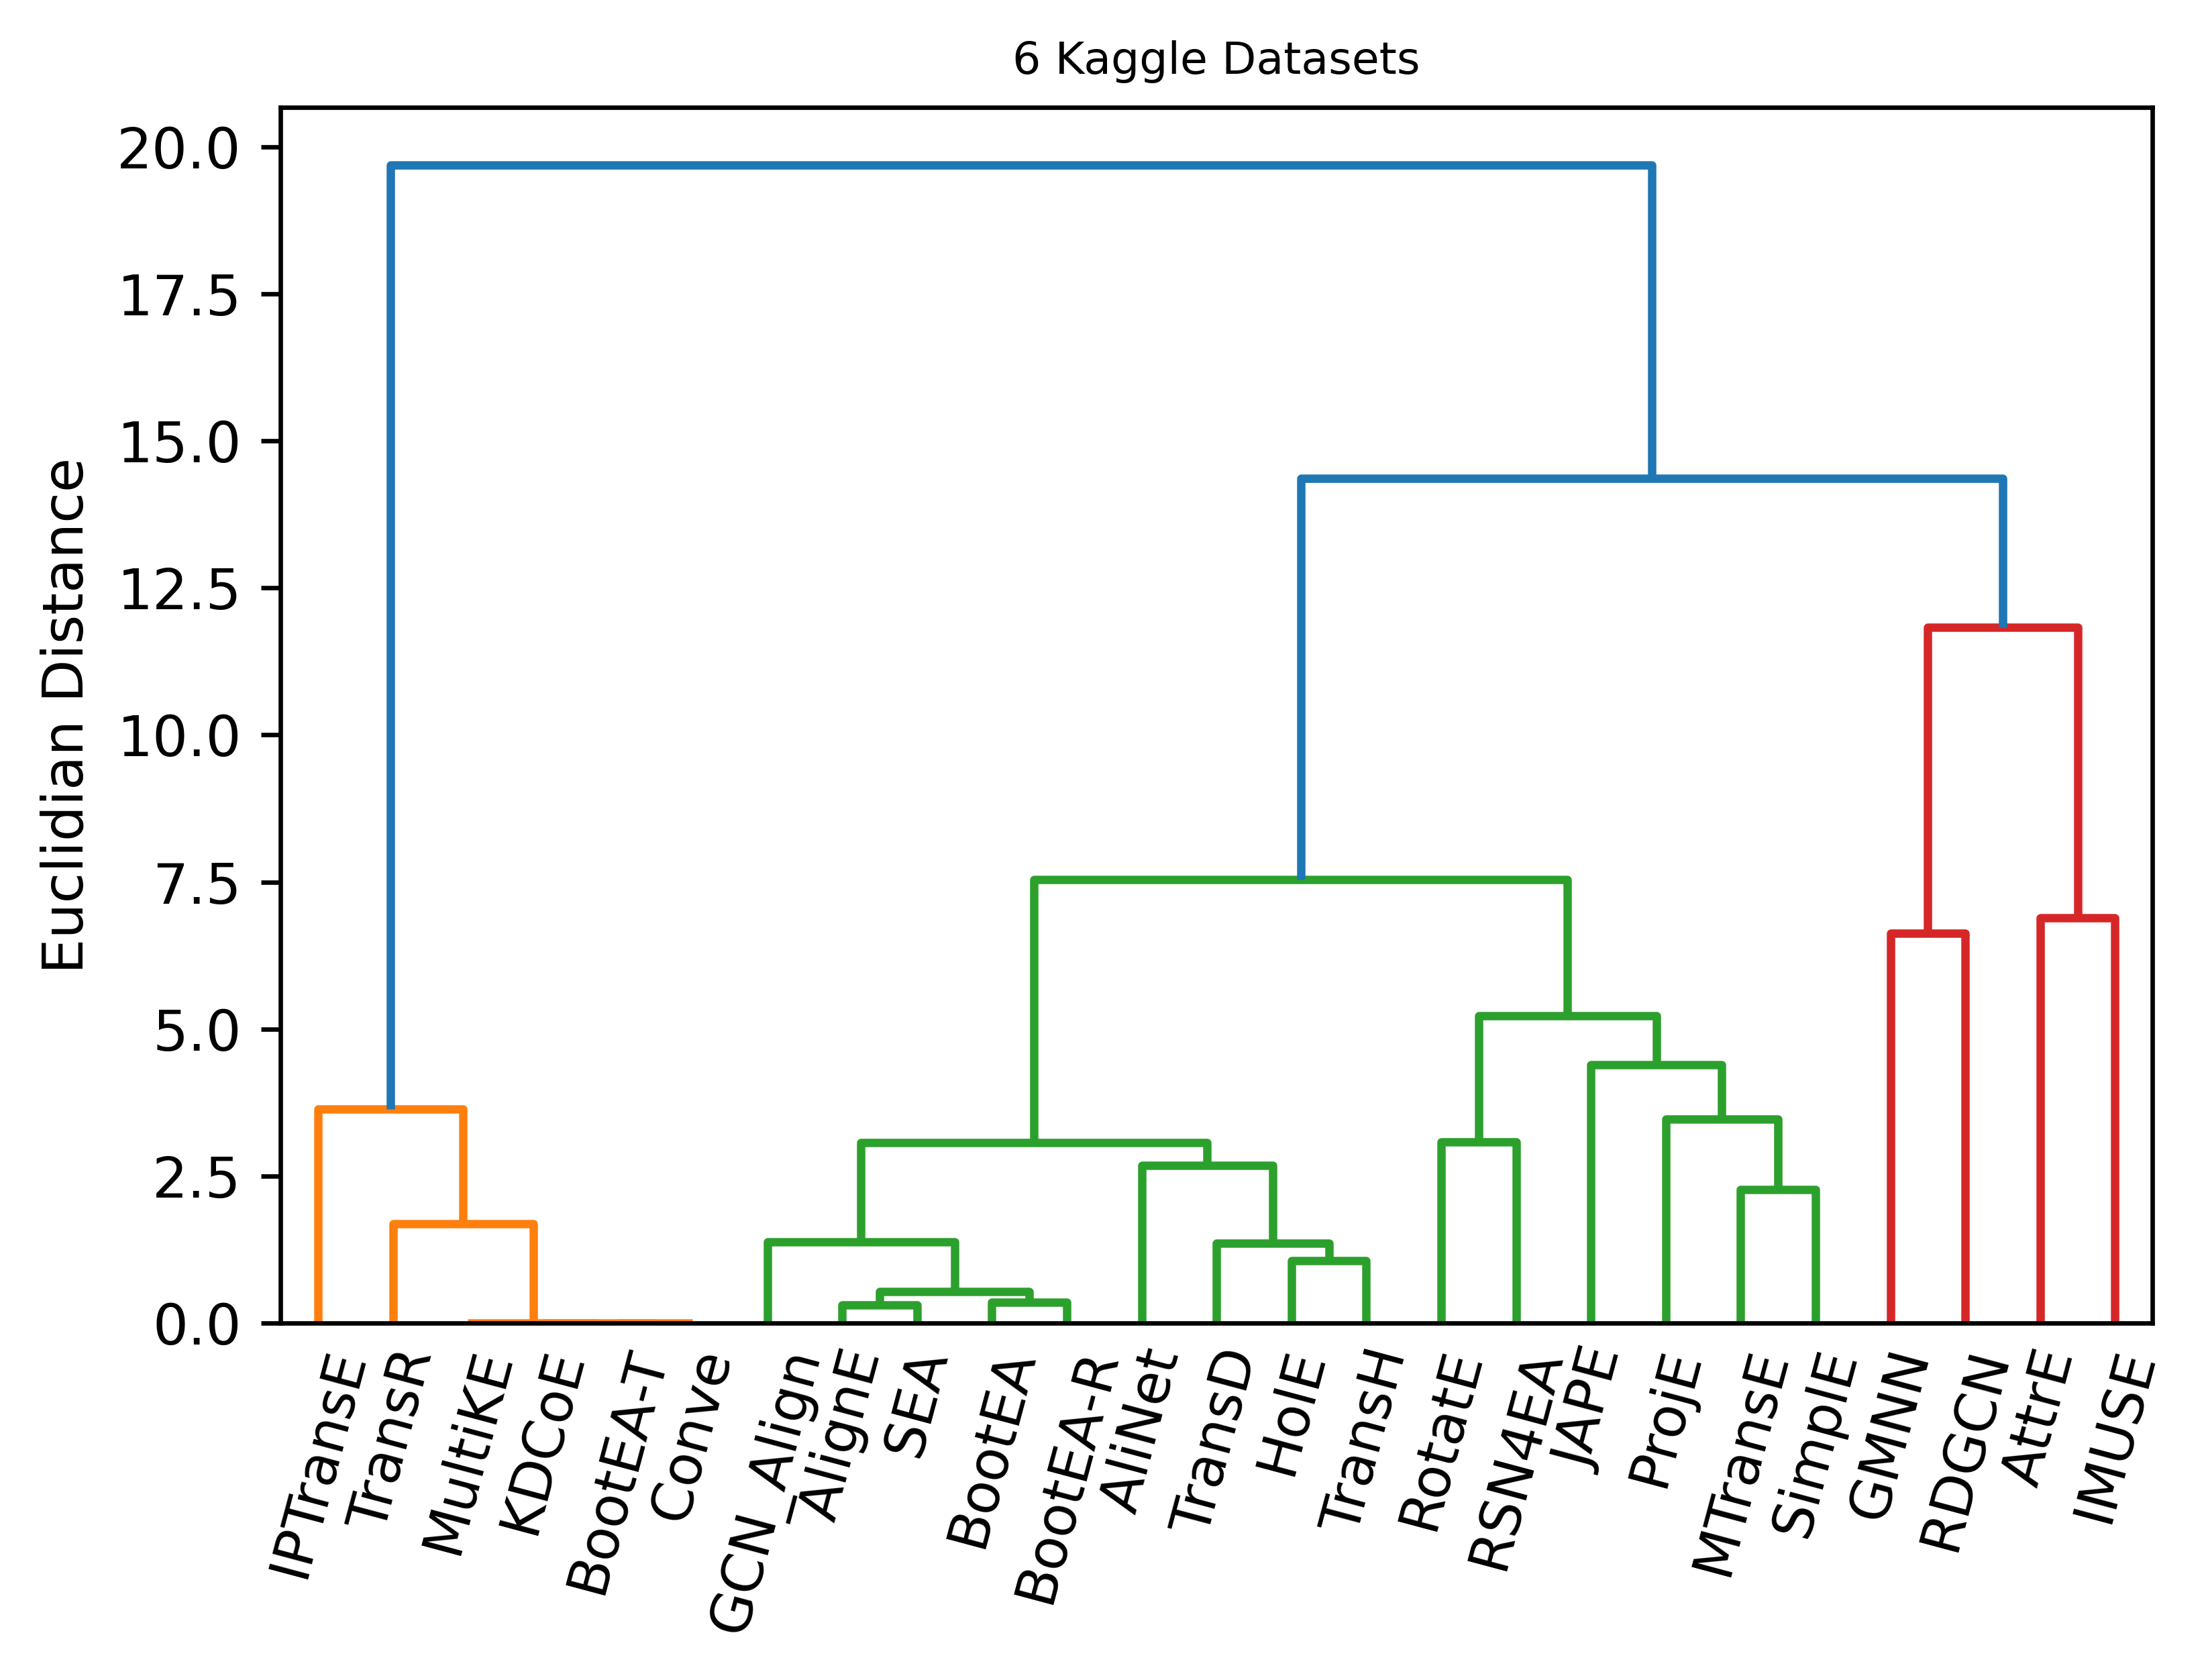 6 Kaggle Datasets
20.0
17.5
15.0
12.5
10.0
7.5
5.0
2.5
0.0
Euclidian Distance
IPTransE
TransR
MultiKE
KDCoE
BootEA-T
Conve
GCN_Allign
AlignE
SEA
BootEA
BootEA-R
AliNet
TransD
HolE
TransH
RotatE
RSN4EA
JAPE
ProjE
MTransE
SimplE
GMNN
RDGCN
AttrE
IMUSE